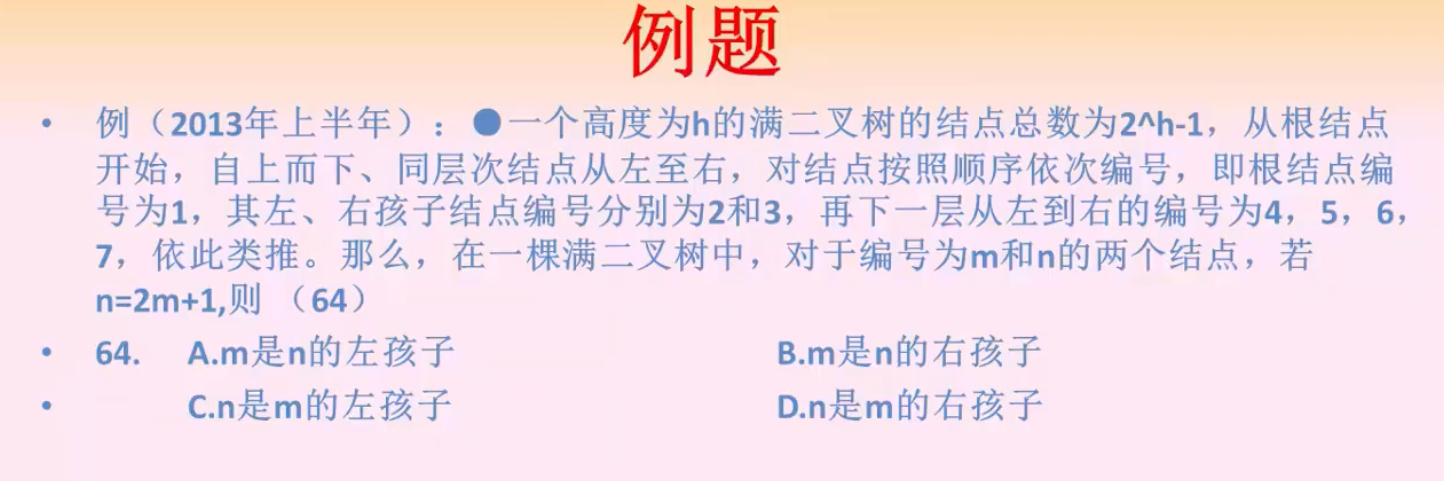 例题
• 例（2013年上半年）：●一个高度为h的满二叉树的结点总数为2^h-1，从根结点
开始，自上而下、同层次结点从左至右，对结点按照顺序依次编号，即根结点编
号为1，其左、右孩子结点编号分别为2和3，再下一层从左到右的编号为4，5，6，
7，依此类推。那么，在一棵满二叉树中，对于编号为m和n的两个结点，若
n=2m+1,则 （64）
• 64. A.m是n的左孩子 B.m是n的右孩子
• C.n是m的左孩子 D.n是m的右孩子